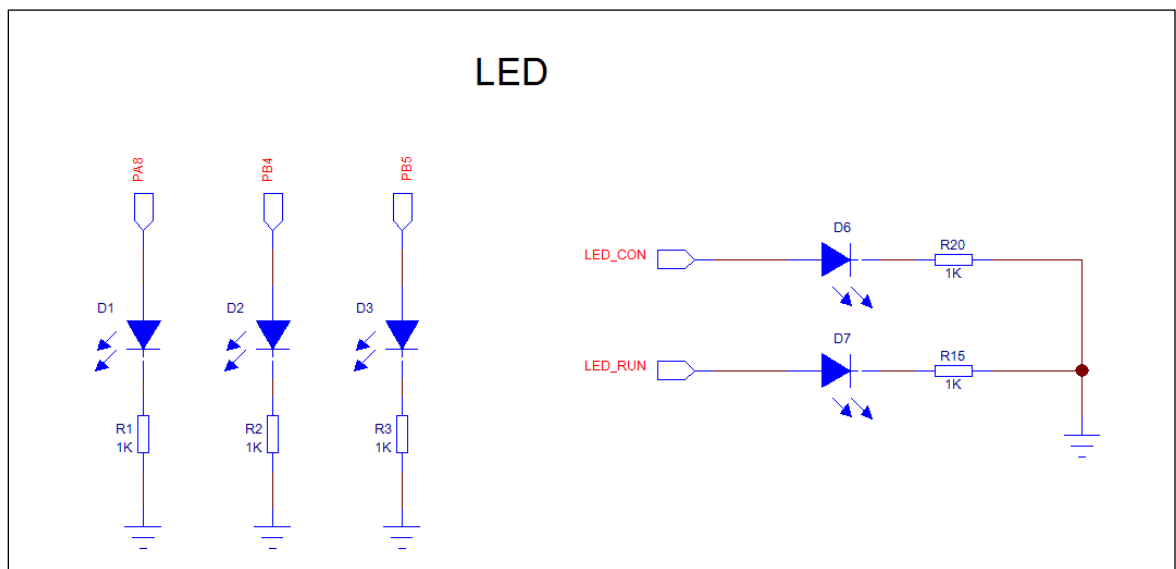 LED
PA8
PB4
PB5
D1
D2
D3
R1
1K
R2
1K
R3
1K
LED_CON
D6
R20
1K
LED_RUN
D7
R15
1K